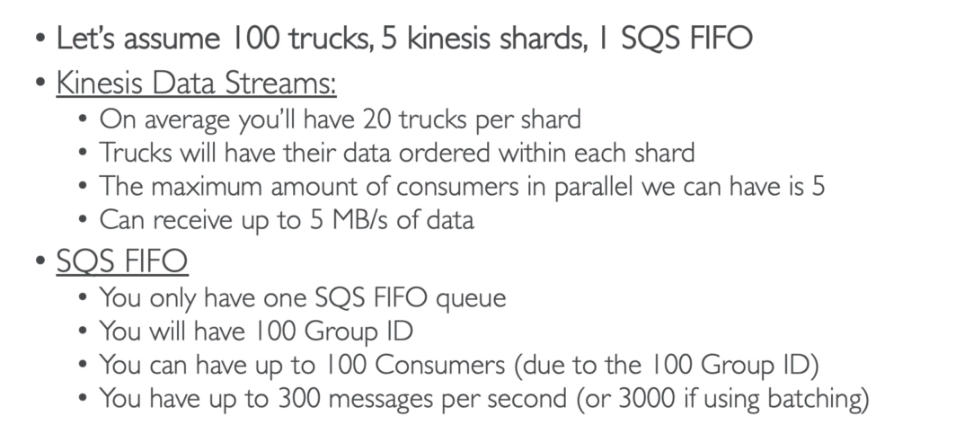 • Let's assume 100 trucks, 5 kinesis shards, 1 SQS FIFO
• Kinesis Data Streams:
• On average you'll have 20 trucks per shard
• Trucks will have their data ordered within each shard
• The maximum amount of consumers in parallel we can have is 5
• Can receive up to 5 MB/s of data
• SQS FIFO
• You only have one SQS FIFO queue
• You will have 100 Group ID
• You can have up to 100 Consumers (due to the 100 Group ID)
• You have up to 300 messages per second (or 3000 if using batching)